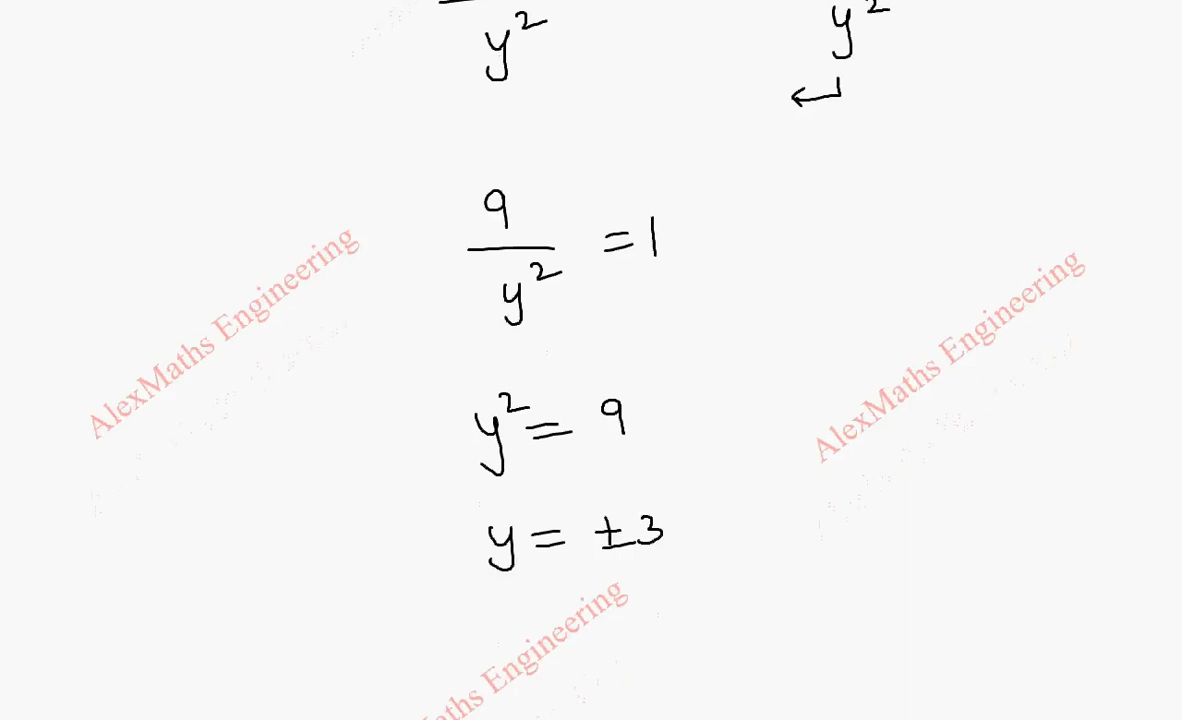 y² y²
9/y² = 1
y² = 9
y = ±3
AlexMaths Engineering
AlexMaths Engineering
Maths Engineering